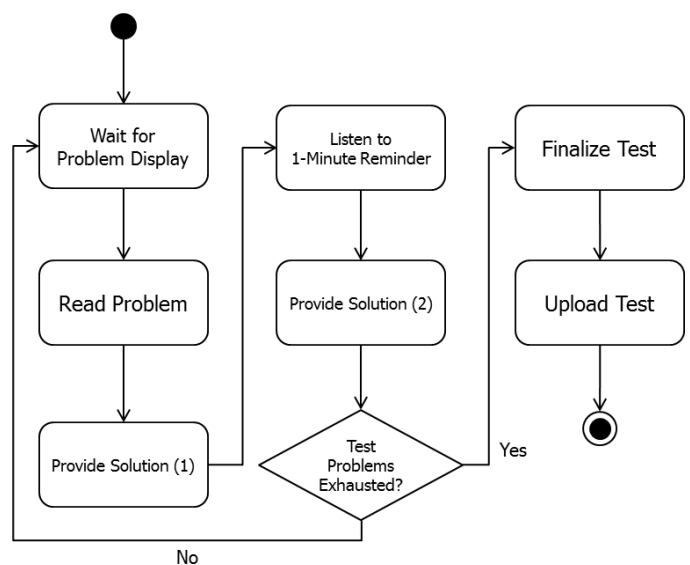 Wait for
Problem Display
Read Problem
Provide Solution (1)
Listen to
1-Minute Reminder
Provide Solution (2)
Test
Problems
Exhausted?
Yes
No
Finalize Test
Upload Test